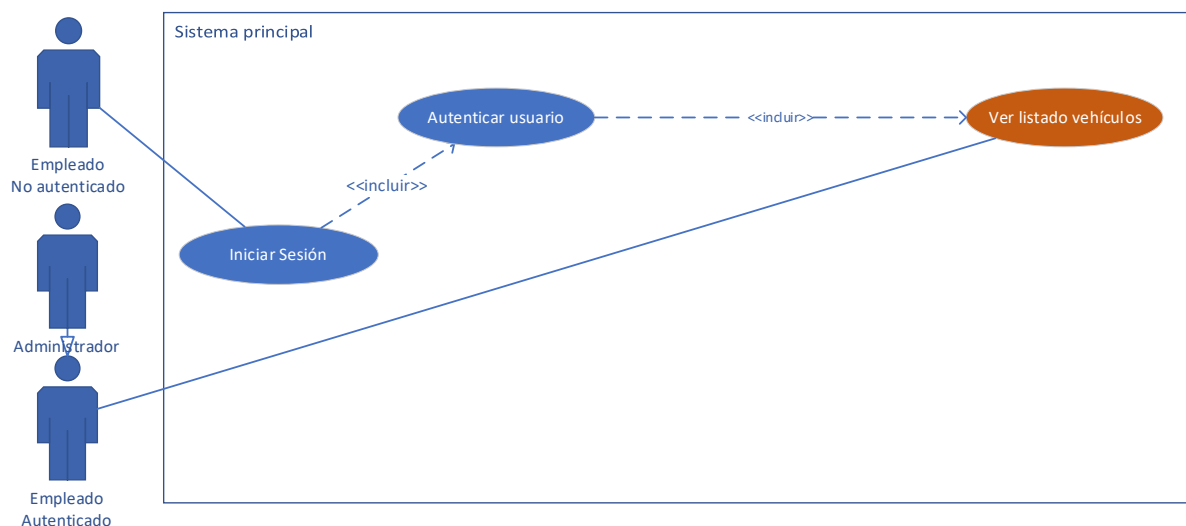 Sistema principal
Autenticar usuario
<<incluir>>
Ver listado vehículos
Empleado
No autenticado
<<incluir>>
Iniciar Sesión
Administrador
Empleado
Autenticado